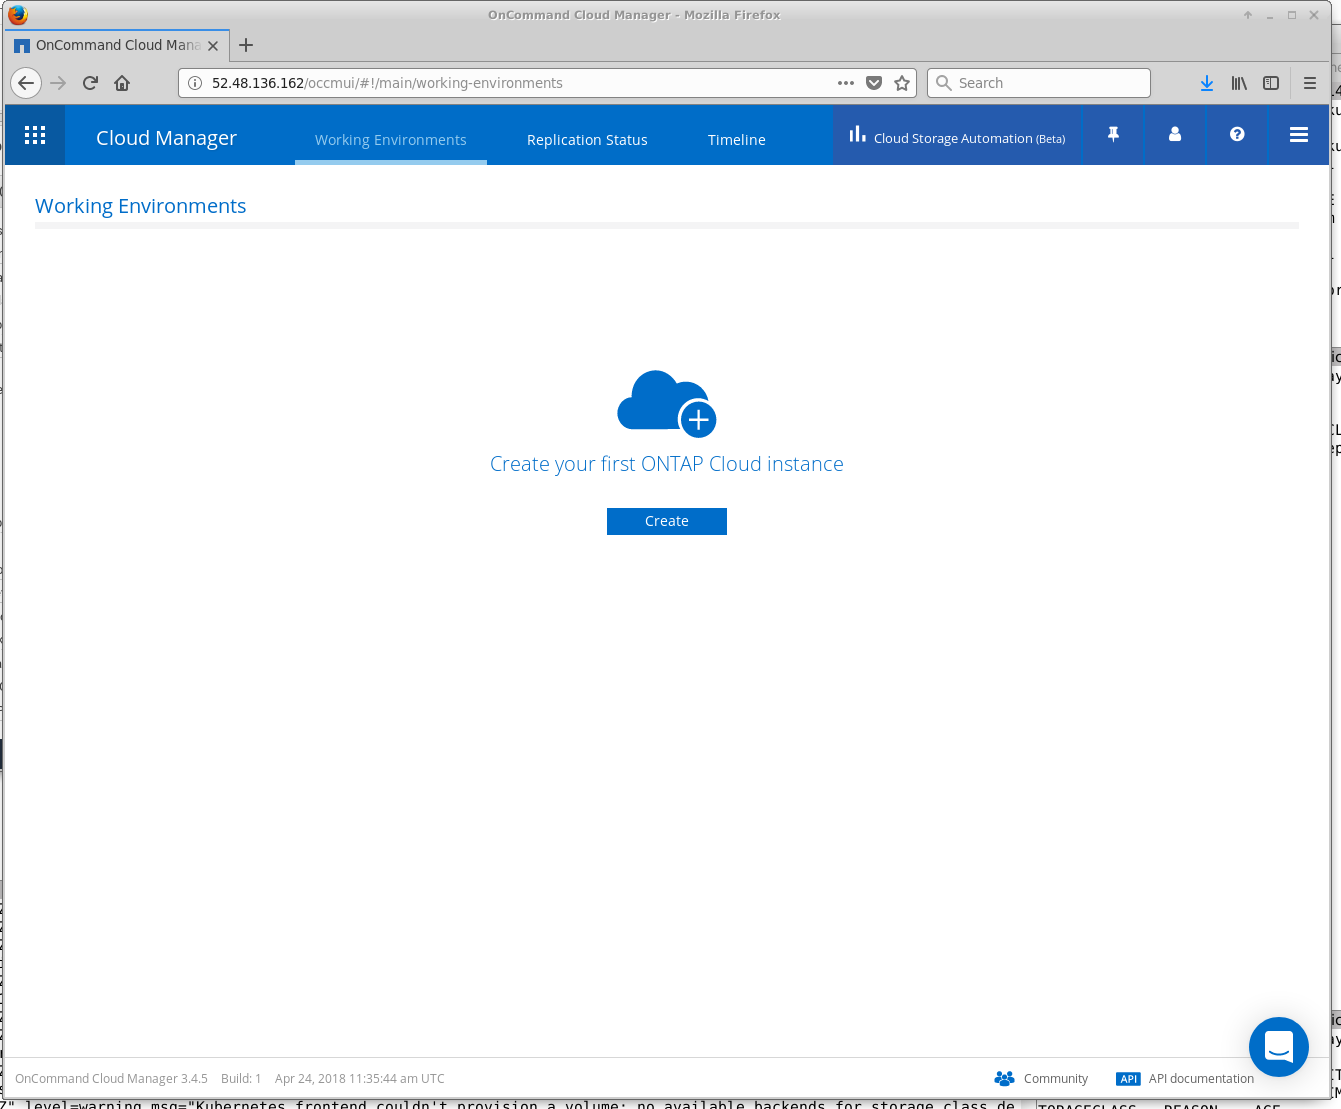 OnCommand Cloud Manager - Mozilla Firefox
OnCommand Cloud Mana
52.48.136.162/occmui/#!/main/working-environments
Search
Cloud Manager
Working Environments
Replication Status
Timeline
Cloud Storage Automation (Beta)
Working Environments
Create your first ONTAP Cloud instance
Create
OnCommand Cloud Manager 3.4.5 Build: 1 Apr 24, 2018 11:35:44 am UTC
Community
API API documentation
level=warning msg="Kubernetes frontend couldn't provision a volume: no available backends for storage class de
TORAGECLASS REASON AGE